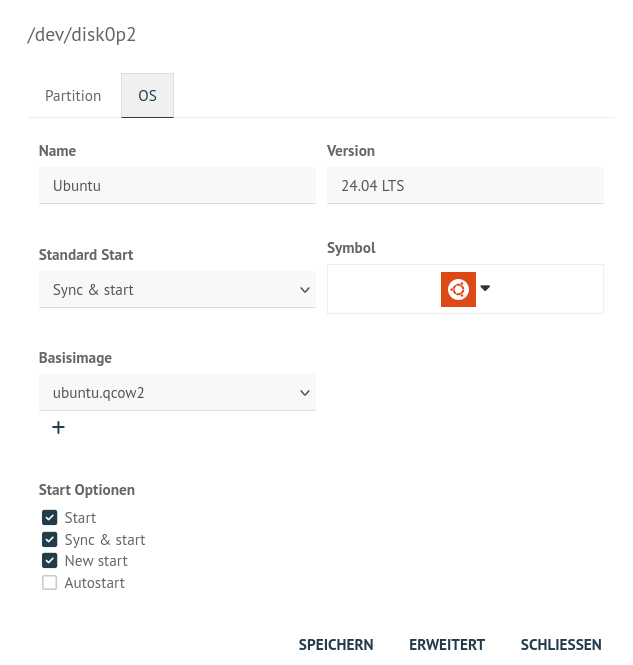 /dev/disk0p2
Partition OS
Name Version
Ubuntu 24.04 LTS
Standard Start Symbol
Sync & start
Basisimage
ubuntu.qcow2
+
Start Optionen
Start
Sync & start
New start
Autostart
SPEICHERN ERWEITERT SCHLIESSEN